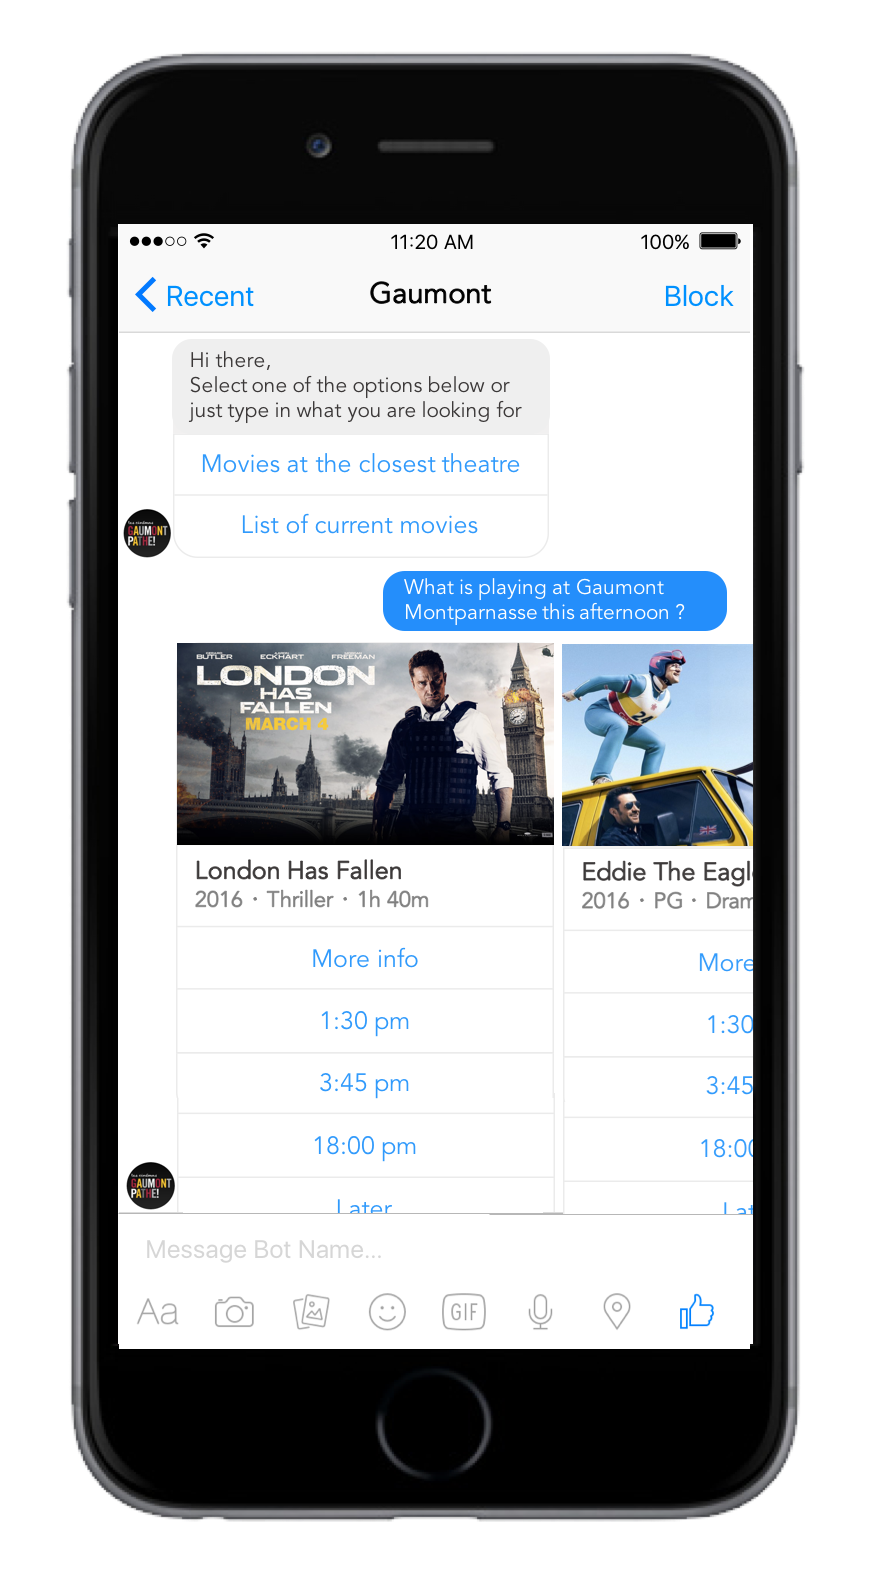 11:20 AM
100%
Recent
Gaumont
Block
Hi there,
Select one of the options below or
just type in what you are looking for
Movies at the closest theatre
List of current movies
GAUMONT
PATHE!
What is playing at Gaumont
Montparnasse this afternoon ?
BUTLER ECKHART FREEMAN
LONDON
HAS
FALLEN
MARCH 4
London Has Fallen
2016 · Thriller · 1h 40m
More info
1:30 pm
3:45 pm
18:00 pm
Later
Eddie The Eagl
2016 · PG · Dram
More
1:30
3:45
18:00
Lat
GAUMONT
PATHE!
Message Bot Name...
Aa
GIF